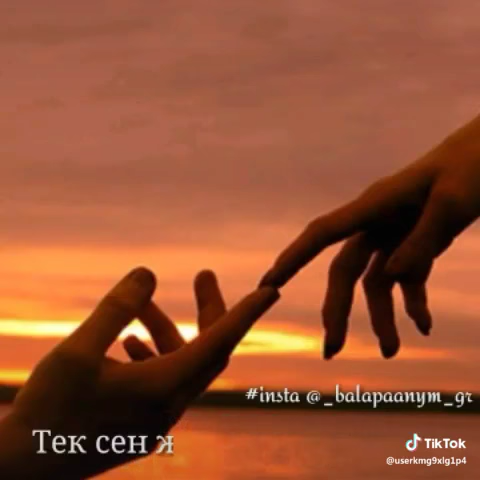 #insta @_balapaanym_gr
Тек сен ж
TikTok
@userkmg9xlg1p4